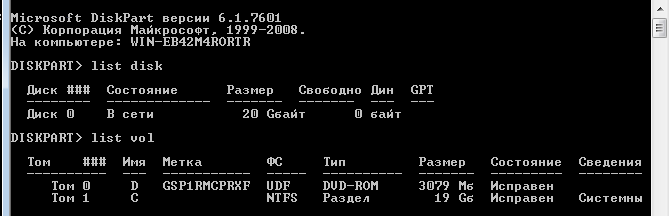 Microsoft DiskPart версии 6.1.7601
(C) Корпорация Майкрософт, 1999-2008.
На компьютере: WIN-EB42M4RORTR
DISKPART> list disk
Диск ### Состояние Размер Свободно Дин GPT
-------- ------------- ------- ------- --- ---
Диск 0 В сети 20 Gбайт 0 байт
DISKPART> list vol
Том ### Имя Метка ФС Тип Размер Состояние Сведения
---------- --- ----------- ----- ---------- ------- --------- --------
Том 0 D GSP1RMCPRXF UDF DVD-ROM 3079 Mб Исправен
Том 1 C NTFS Раздел 19 Gб Исправен Системны